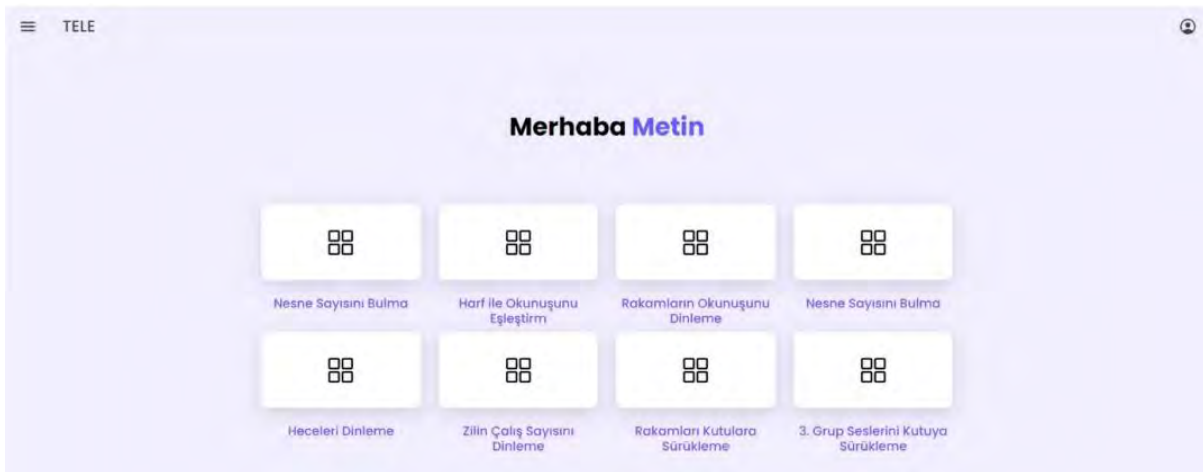 TELE
Merhaba Metin
Nesne Sayısını Bulma
Harf ile Okunuşunu
Eşleştirm
Rakamların Okunuşunu
Dinleme
Nesne Sayısını Bulma
Heceleri Dinleme
Zilin Çalış Sayısını
Dinleme
Rakamları Kutulara
Sürükleme
3. Grup Seslerini Kutuya
Sürükleme